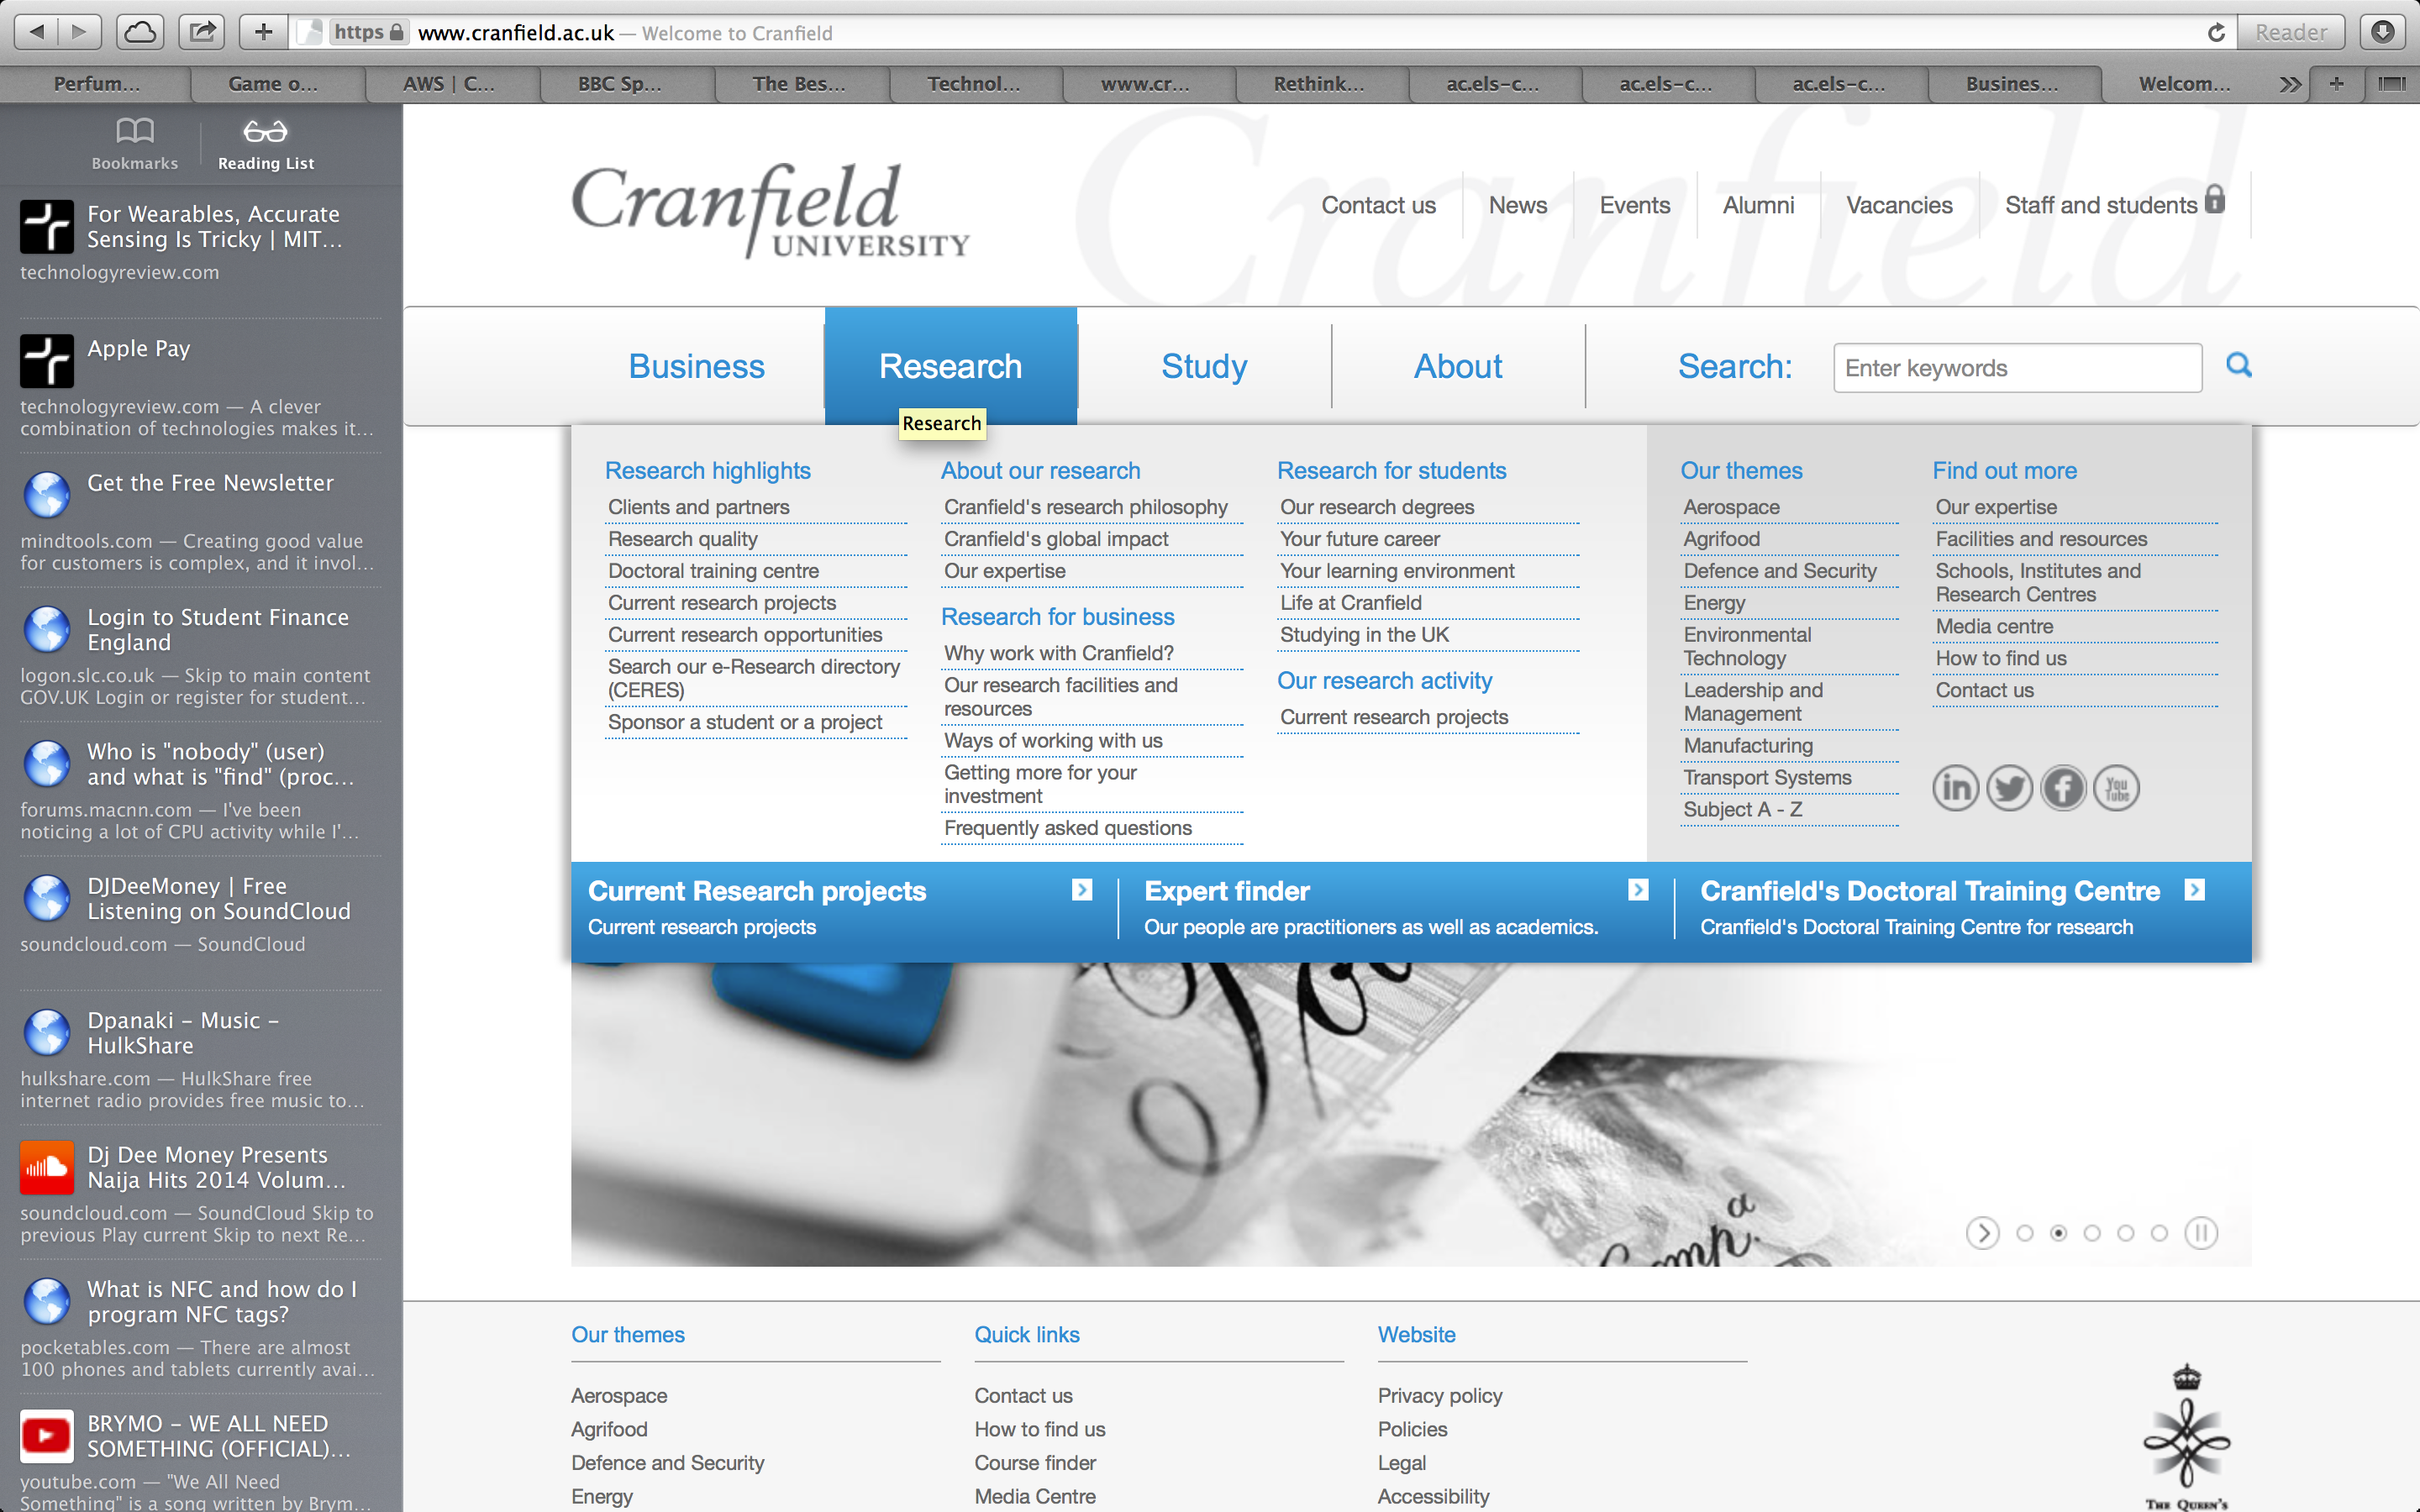 https www.cranfield.ac.uk — Welcome to Cranfield
Reader
Perfum...
Game o...
AWS | C...
BBC Sp...
The Bes...
Technol...
www.cr...
Rethink...
ac.els-c...
ac.els-c...
ac.els-c...
Busines...
Welcom...
Bookmarks
Reading List
For Wearables, Accurate
Sensing Is Tricky | MIT...
technologyreview.com
Apple Pay
technologyreview.com — A clever
combination of technologies makes it...
Get the Free Newsletter
mindtools.com — Creating good value
for customers is complex, and it invol...
Login to Student Finance
England
logon.slc.co.uk — Skip to main content
GOV.UK Login or register for student...
Who is "nobody" (user)
and what is "find" (proc...
forums.macnn.com — I've been
noticing a lot of CPU activity while I'...
DJDeeMoney | Free
Listening on SoundCloud
soundcloud.com — SoundCloud
Dpanaki – Music –
HulkShare
hulkshare.com — HulkShare free
internet radio provides free music to...
Dj Dee Money Presents
Naija Hits 2014 Volum...
soundcloud.com — SoundCloud Skip to
previous Play current Skip to next Re...
What is NFC and how do I
program NFC tags?
pocketables.com — There are almost
100 phones and tablets currently avai...
BRYMO – WE ALL NEED
SOMETHING (OFFICIAL)...
youtube.com — "We All Need
Something" is a song written by Brym...
Cranfield
Cranfield
UNIVERSITY
Contact us
News
Events
Alumni
Vacancies
Staff and students
Business
Research
Study
About
Search:
Enter keywords
Research
Research highlights
Clients and partners
Research quality
Doctoral training centre
Current research projects
Current research opportunities
Search our e-Research directory
(CERES)
Sponsor a student or a project
About our research
Cranfield's research philosophy
Cranfield's global impact
Our expertise
Research for business
Why work with Cranfield?
Our research facilities and
resources
Ways of working with us
Getting more for your
investment
Frequently asked questions
Research for students
Our research degrees
Your future career
Your learning environment
Life at Cranfield
Studying in the UK
Our research activity
Current research projects
Our themes
Aerospace
Agrifood
Defence and Security
Energy
Environmental
Technology
Leadership and
Management
Manufacturing
Transport Systems
Subject A - Z
Find out more
Our expertise
Facilities and resources
Schools, Institutes and
Research Centres
Media centre
How to find us
Contact us
in
You
Tube
Current Research projects
Current research projects
Expert finder
Our people are practitioners as well as academics.
Cranfield's Doctoral Training Centre
Cranfield's Doctoral Training Centre for research
a
Comp.
Our themes
Aerospace
Agrifood
Defence and Security
Energy
Quick links
Contact us
How to find us
Course finder
Media Centre
Website
Privacy policy
Policies
Legal
Accessibility
THE QUEEN'S